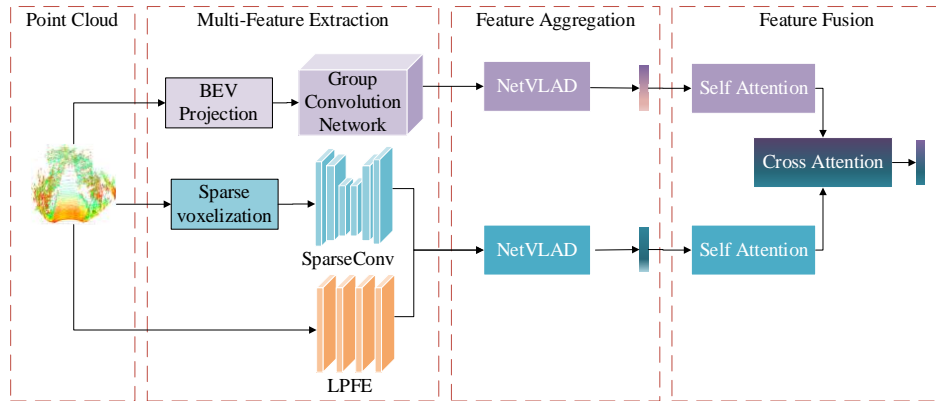 Point Cloud
Multi-Feature Extraction
Feature Aggregation
Feature Fusion
BEV
Projection
Group
Convolution
Network
NetVLAD
Self Attention
Cross Attention
Sparse
voxelization
SparseConv
NetVLAD
Self Attention
LPFE